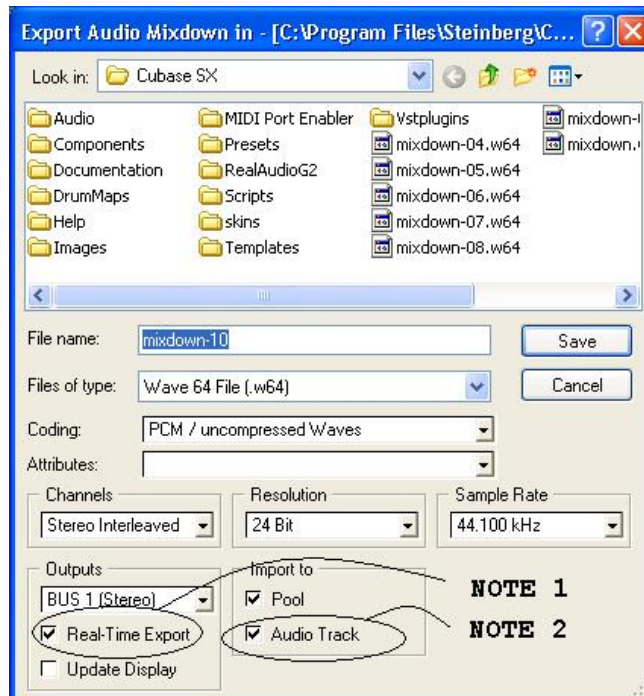 Export Audio Mixdown in - [C:\Program Files\Steinberg\C...
Look in: Cubase SX
Audio MIDI Port Enabler Vstplugins mixdown-
Components Presets mixdown-04.w64 mixdown.
Documentation RealAudioG2 mixdown-05.w64
DrumMaps Scripts mixdown-06.w64
Help skins mixdown-07.w64
Images Templates mixdown-08.w64
File name: mixdown-10 Save
Files of type: Wave 64 File (.w64) Cancel
Coding: PCM / uncompressed Waves
Attributes:
Channels Resolution Sample Rate
Stereo Interleaved 24 Bit 44.100 kHz
Outputs Import to
BUS 1 (Stereo) Pool NOTE 1
Real-Time Export Audio Track NOTE 2
Update Display